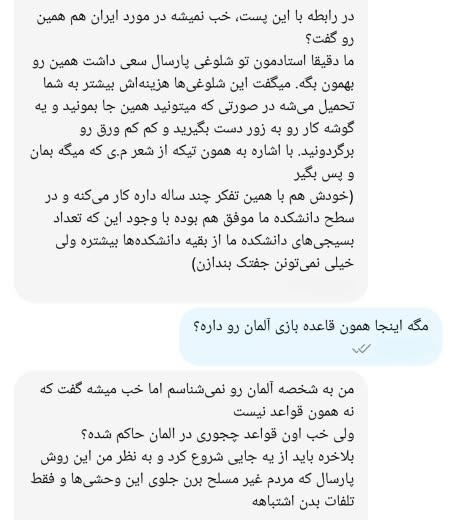 در رابطه با این پست، خب نمیشه در مورد ایران هم همین
رو گفت؟
ما دقیقا استادمون تو شلوغی پارسال سعی داشت همین رو
بهمون بگه. میگفت این شلوغی‌ها هزینه‌اش بیشتر به شما
تحمیل می‌شه در صورتی که میتونید همین جا بمونید و یه
گوشه کار رو به زور دست بگیرید و کم کم ورق رو
برگردونید. با اشاره به همون تیکه از شعر م.ی که میگه بمان
و پس بگیر
(خودش هم با همین تفکر چند ساله داره کار می‌کنه و در
سطح دانشکده ما موفق هم بوده با وجود این که تعداد
بسیجی‌های دانشکده ما از بقیه دانشکده‌ها بیشتره ولی
خیلی نمی‌تونن جفتک بندازن)
مگه اینجا همون قاعده بازی آلمان رو داره؟
من به شخصه آلمان رو نمی‌شناسم اما خب میشه گفت که
نه همون قواعد نیست
ولی خب اون قواعد چجوری در المان حاکم شده؟
بلاخره باید از یه جایی شروع کرد و به نظر من این روش
پارسال که مردم غیر مسلح برن جلوی این وحشی‌ها و فقط
تلفات بدن اشتباهه